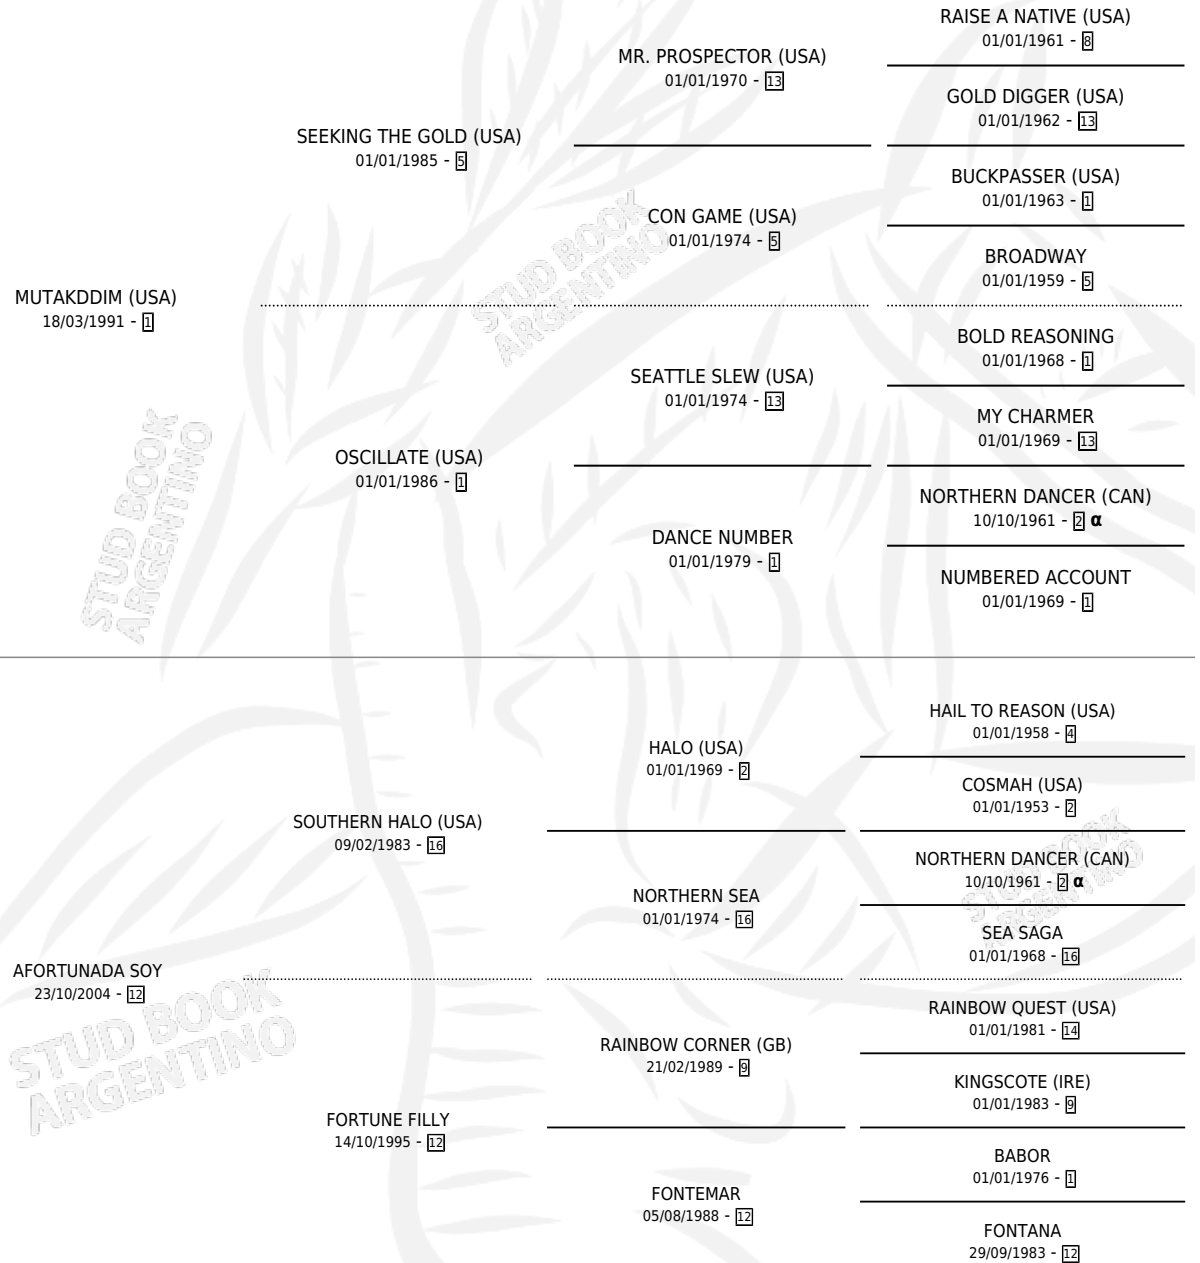 RAISE A NATIVE (USA)
01/01/1961 - 8
MR. PROSPECTOR (USA)
01/01/1970 - 13
GOLD DIGGER (USA)
01/01/1962 - 13
SEEKING THE GOLD (USA)
01/01/1985 - 5
BUCKPASSER (USA)
01/01/1963 - 1
CON GAME (USA)
01/01/1974 - 5
BROADWAY
01/01/1959 - 5
STUD BOOK
ARGENTINO
MUTAKDDIM (USA)
18/03/1991 - 1
BOLD REASONING
01/01/1968 - 1
SEATTLE SLEW (USA)
01/01/1974 - 13
MY CHARMER
01/01/1969 - 13
OSCILLATE (USA)
01/01/1986 - 1
NORTHERN DANCER (CAN)
10/10/1961 - 2 α
DANCE NUMBER
01/01/1979 - 1
NUMBERED ACCOUNT
01/01/1969 - 1
STUD BOOK
ARGENTINO
HAIL TO REASON (USA)
01/01/1958 - 4
HALO (USA)
01/01/1969 - 2
COSMAH (USA)
01/01/1953 - 2
SOUTHERN HALO (USA)
09/02/1983 - 16
NORTHERN DANCER (CAN)
10/10/1961 - 2 α
NORTHERN SEA
01/01/1974 - 16
SEA SAGA
01/01/1968 - 16
STUD BOOK
ARGENTINO
AFORTUNADA SOY
23/10/2004 - 12
RAINBOW QUEST (USA)
01/01/1981 - 14
RAINBOW CORNER (GB)
21/02/1989 - 9
KINGSCOTE (IRE)
01/01/1983 - 9
FORTUNE FILLY
14/10/1995 - 12
BABOR
01/01/1976 - 1
FONTEMAR
05/08/1988 - 12
FONTANA
29/09/1983 - 12
STUD BOOK
ARGENTINO